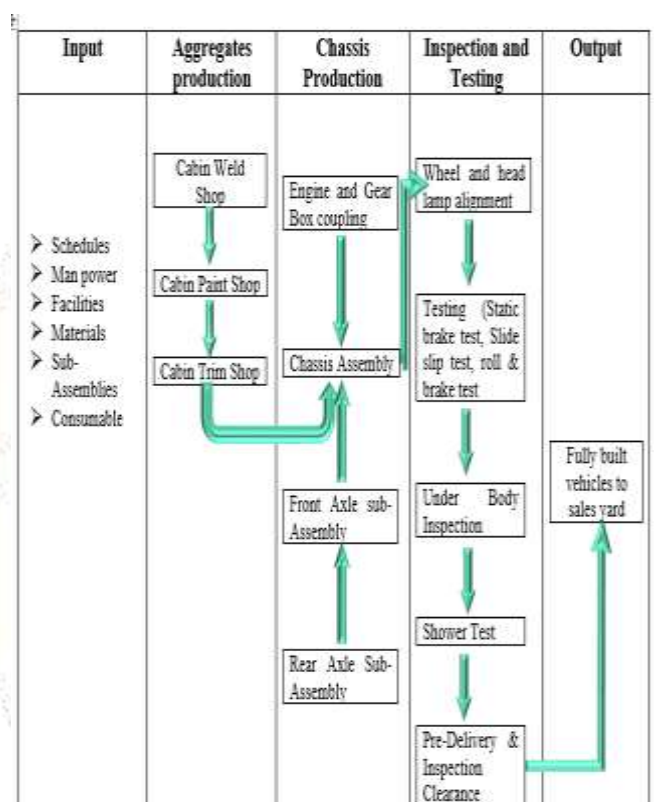 Input
Aggregates
production
Chassis
Production
Inspection and
Testing
Output
➢ Schedules
➢ Man power
➢ Facilities
➢ Materials
➢ Sub-
Assemblies
➢ Consumable
Cabin Weld
Shop
Cabin Paint Shop
Cabin Trim Shop
Engine and Gear
Box coupling
Chassis Assembly
Front Axle sub-
Assembly
Rear Axle Sub-
Assembly
Wheel and head
lamp alignment
Testing (Static
brake test, Slide
slip test, roll &
brake test
Under Body
Inspection
Shower Test
Pre-Delivery &
Inspection
Clearance
Fully built
vehicles to
sales yard